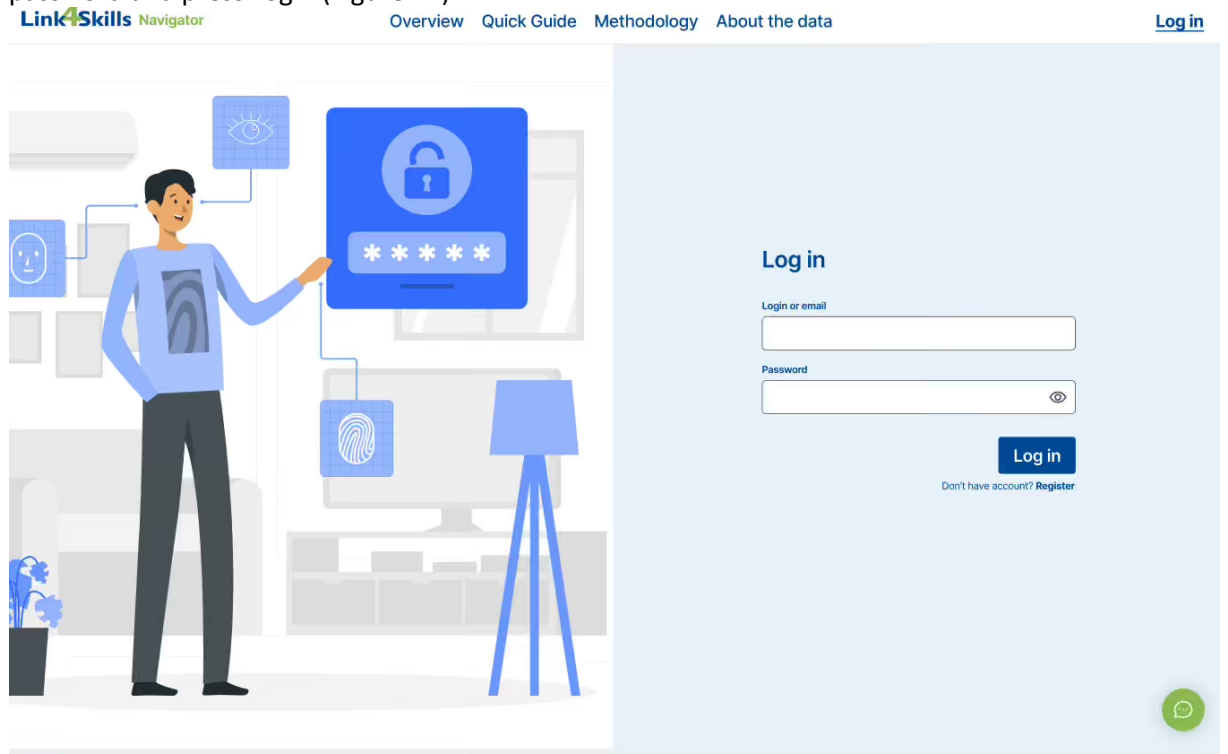 Link4Skills Navigator Overview Quick Guide Methodology About the data Log in
* * * * *
Log in
Login or email
Password
Log in
Don't have account? Register